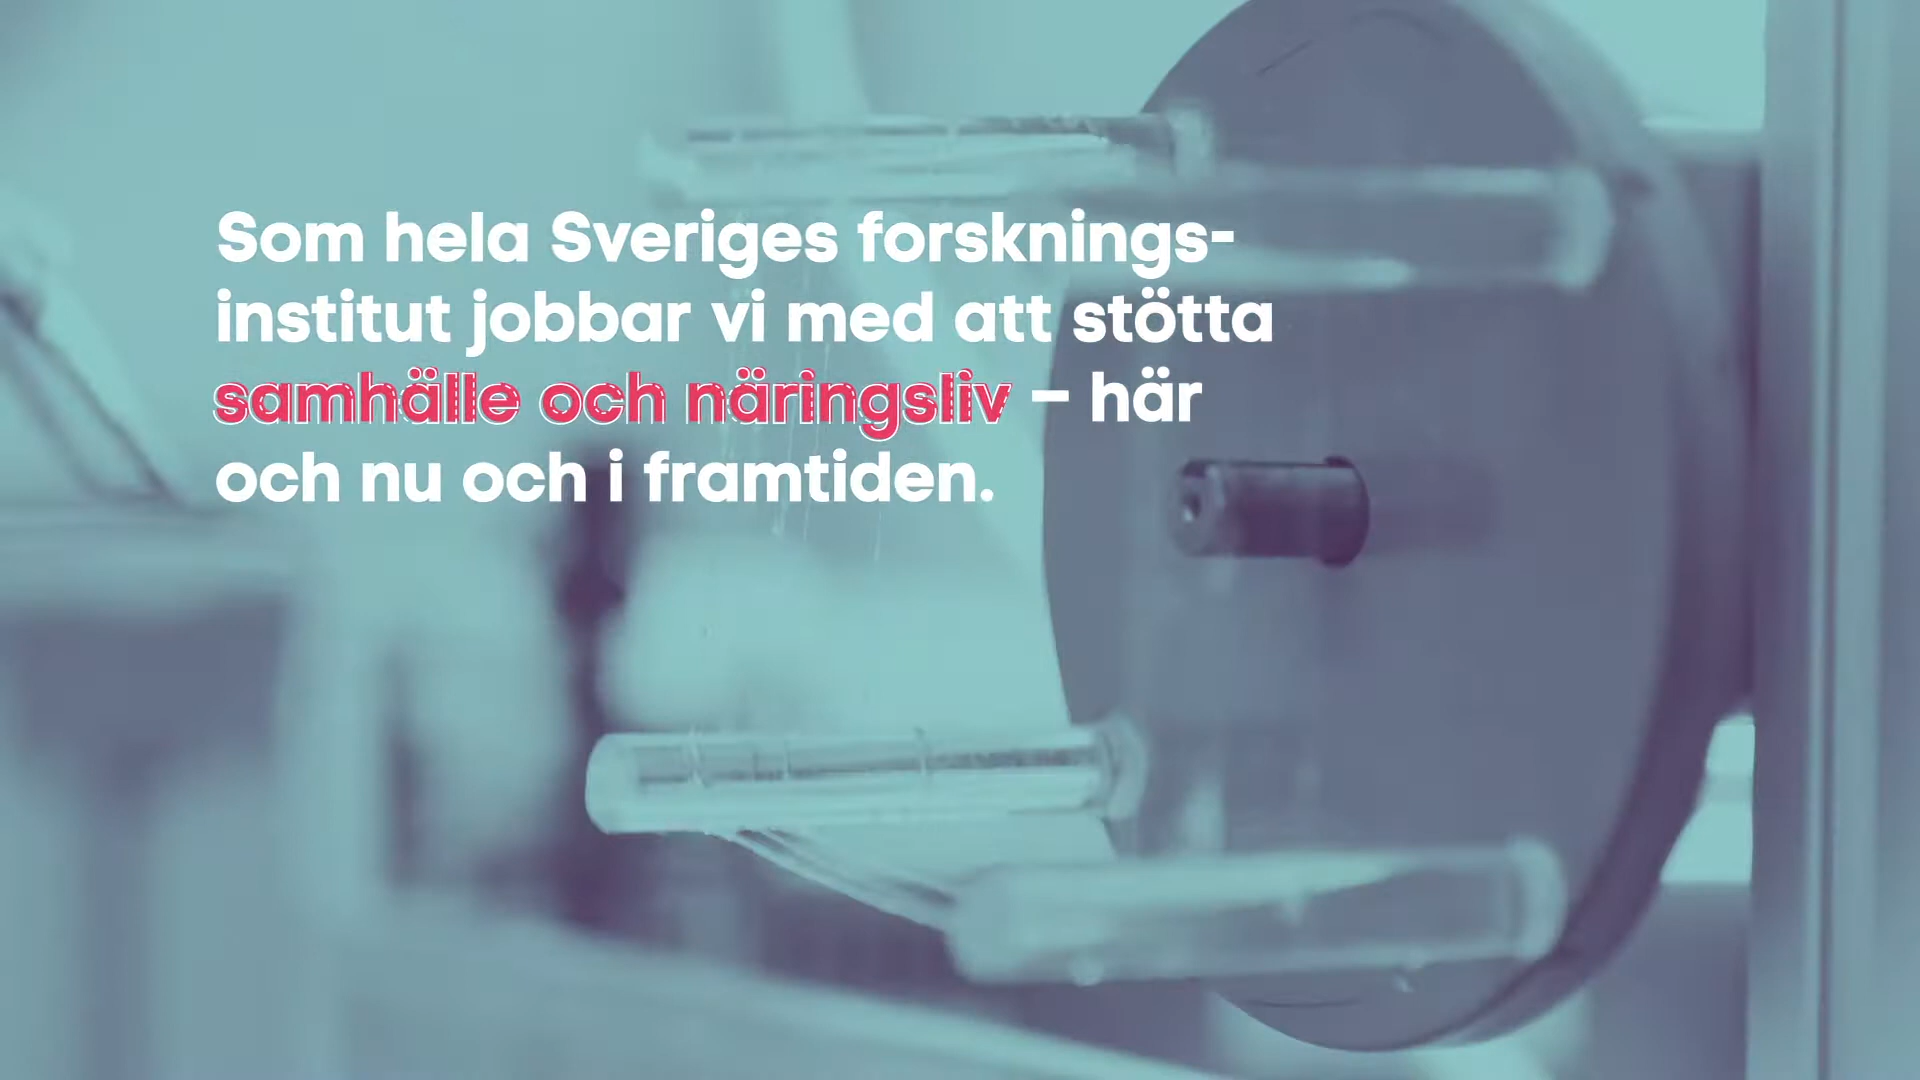 Som hela Sveriges forsknings-
institut jobbar vi med att stötta
samhälle och näringsliv – här
och nu och i framtiden.